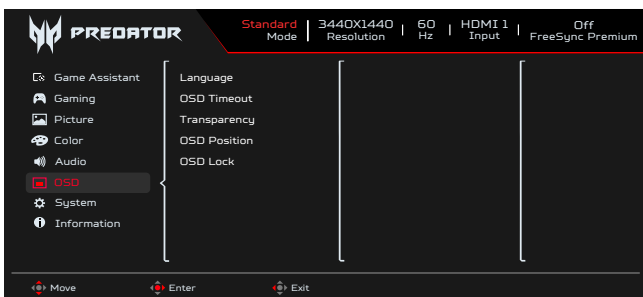 PREDATOR
Standard Mode
3440X1440 Resolution
60 Hz
HDMI 1 Input
Off FreeSync Premium
Game Assistant
Gaming
Picture
Color
Audio
OSD
System
Information
Language
OSD Timeout
Transparency
OSD Position
OSD Lock
Move
Enter
Exit